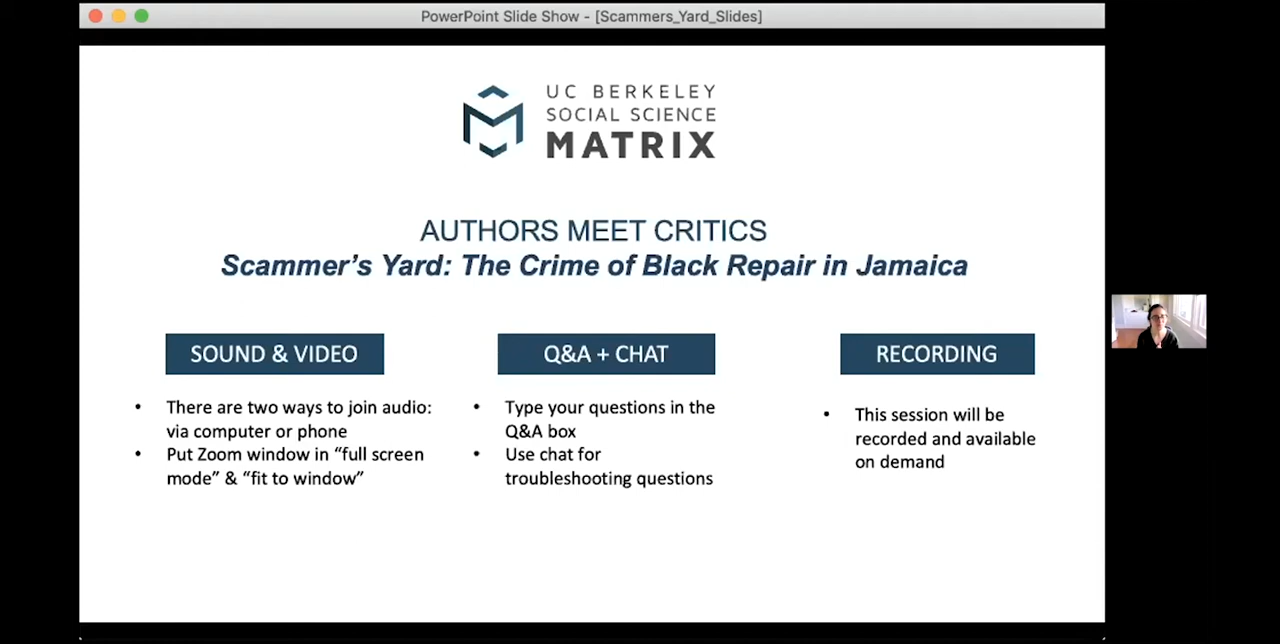 PowerPoint Slide Show - [Scammers_Yard_Slides]
UC BERKELEY
SOCIAL SCIENCE
MATRIX
AUTHORS MEET CRITICS
Scammer's Yard: The Crime of Black Repair in Jamaica
SOUND & VIDEO
• There are two ways to join audio:
via computer or phone
• Put Zoom window in “full screen
mode” & “fit to window”
Q&A + CHAT
• Type your questions in the
Q&A box
• Use chat for
troubleshooting questions
RECORDING
• This session will be
recorded and available
on demand